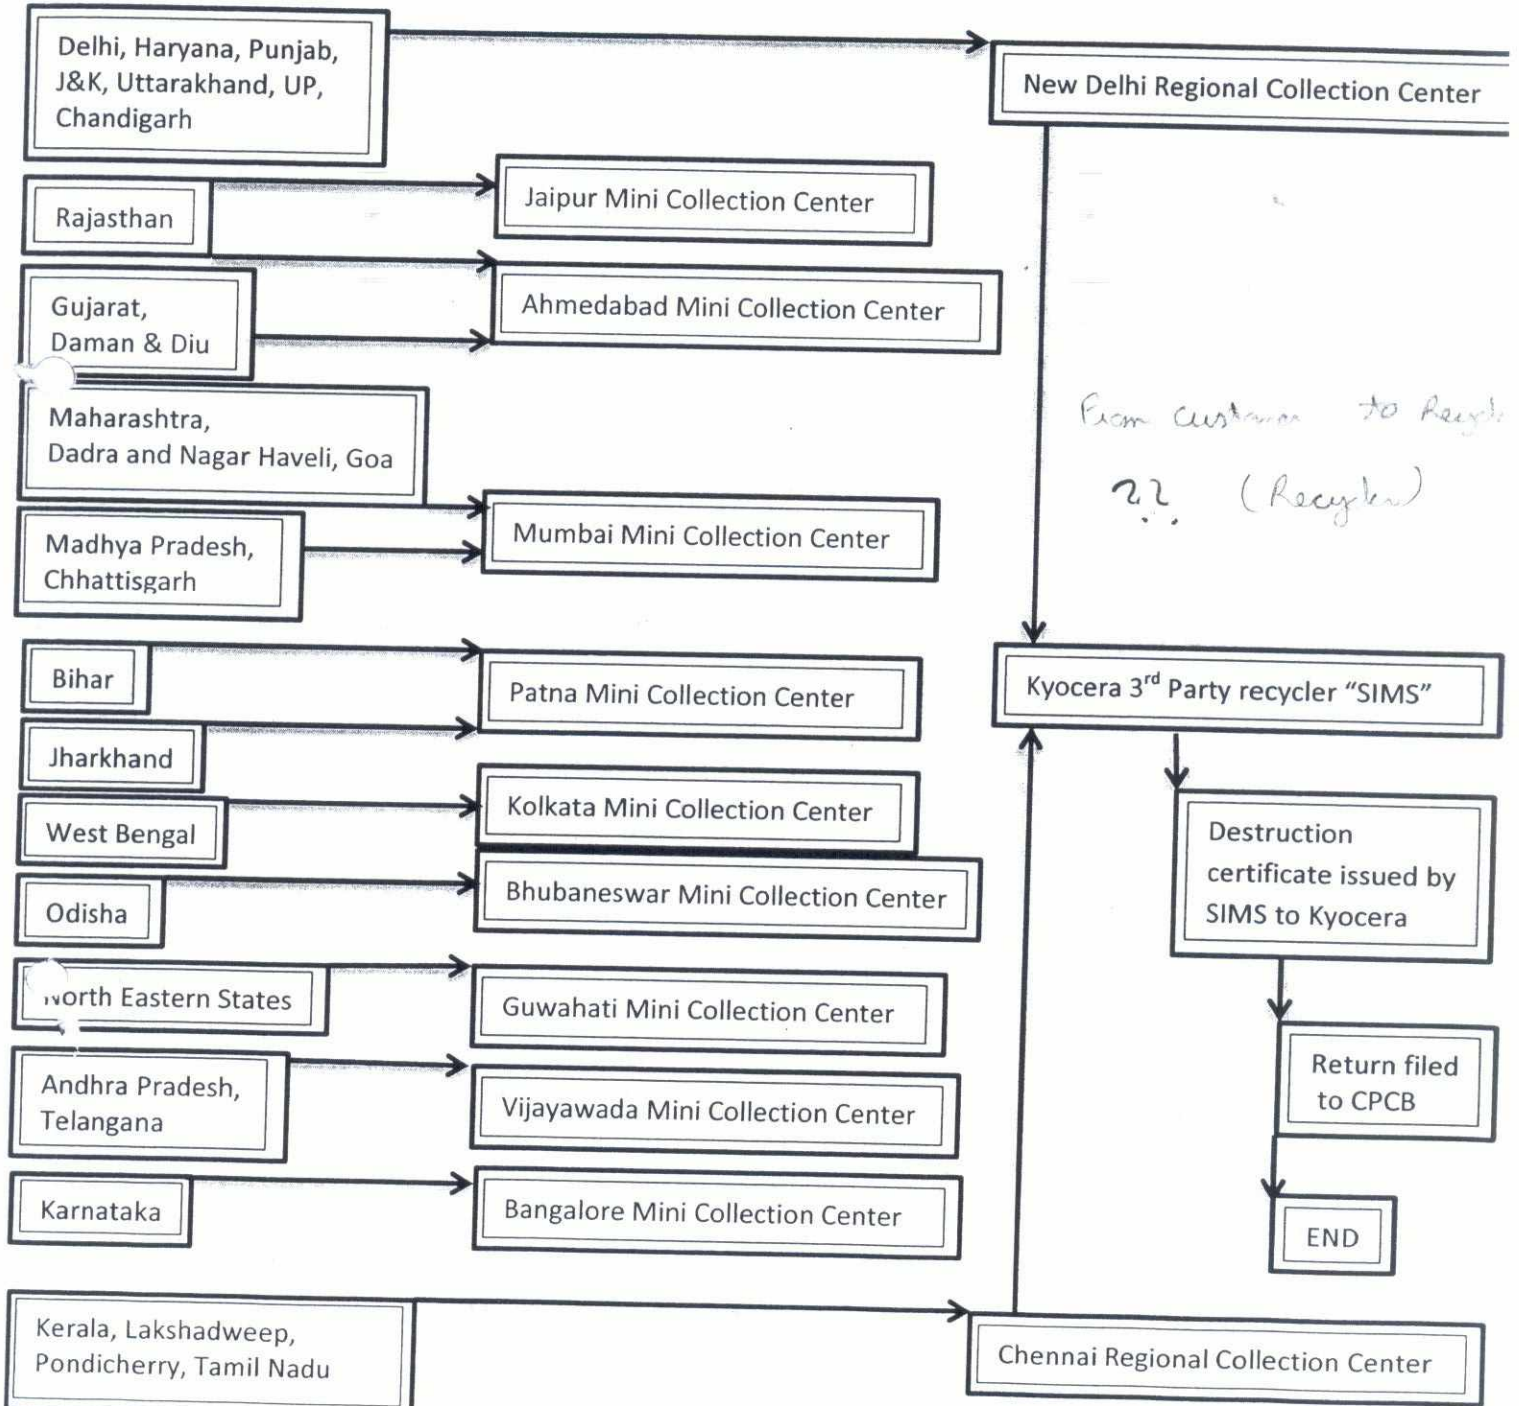 Delhi, Haryana, Punjab,
J&K, Uttarakhand, UP,
Chandigarh
New Delhi Regional Collection Center
Rajasthan
Jaipur Mini Collection Center
Gujarat,
Daman & Diu
Ahmedabad Mini Collection Center
Maharashtra,
Dadra and Nagar Haveli, Goa
From customer to
?? (Recycler)
Madhya Pradesh,
Chhattisgarh
Mumbai Mini Collection Center
Bihar
Patna Mini Collection Center
Kyocera 3rd Party recycler “SIMS”
Jharkhand
West Bengal
Kolkata Mini Collection Center
Destruction
certificate issued by
SIMS to Kyocera
Odisha
Bhubaneswar Mini Collection Center
North Eastern States
Guwahati Mini Collection Center
Return filed
to CPCB
Andhra Pradesh,
Telangana
Vijayawada Mini Collection Center
Karnataka
Bangalore Mini Collection Center
END
Kerala, Lakshadweep,
Pondicherry, Tamil Nadu
Chennai Regional Collection Center